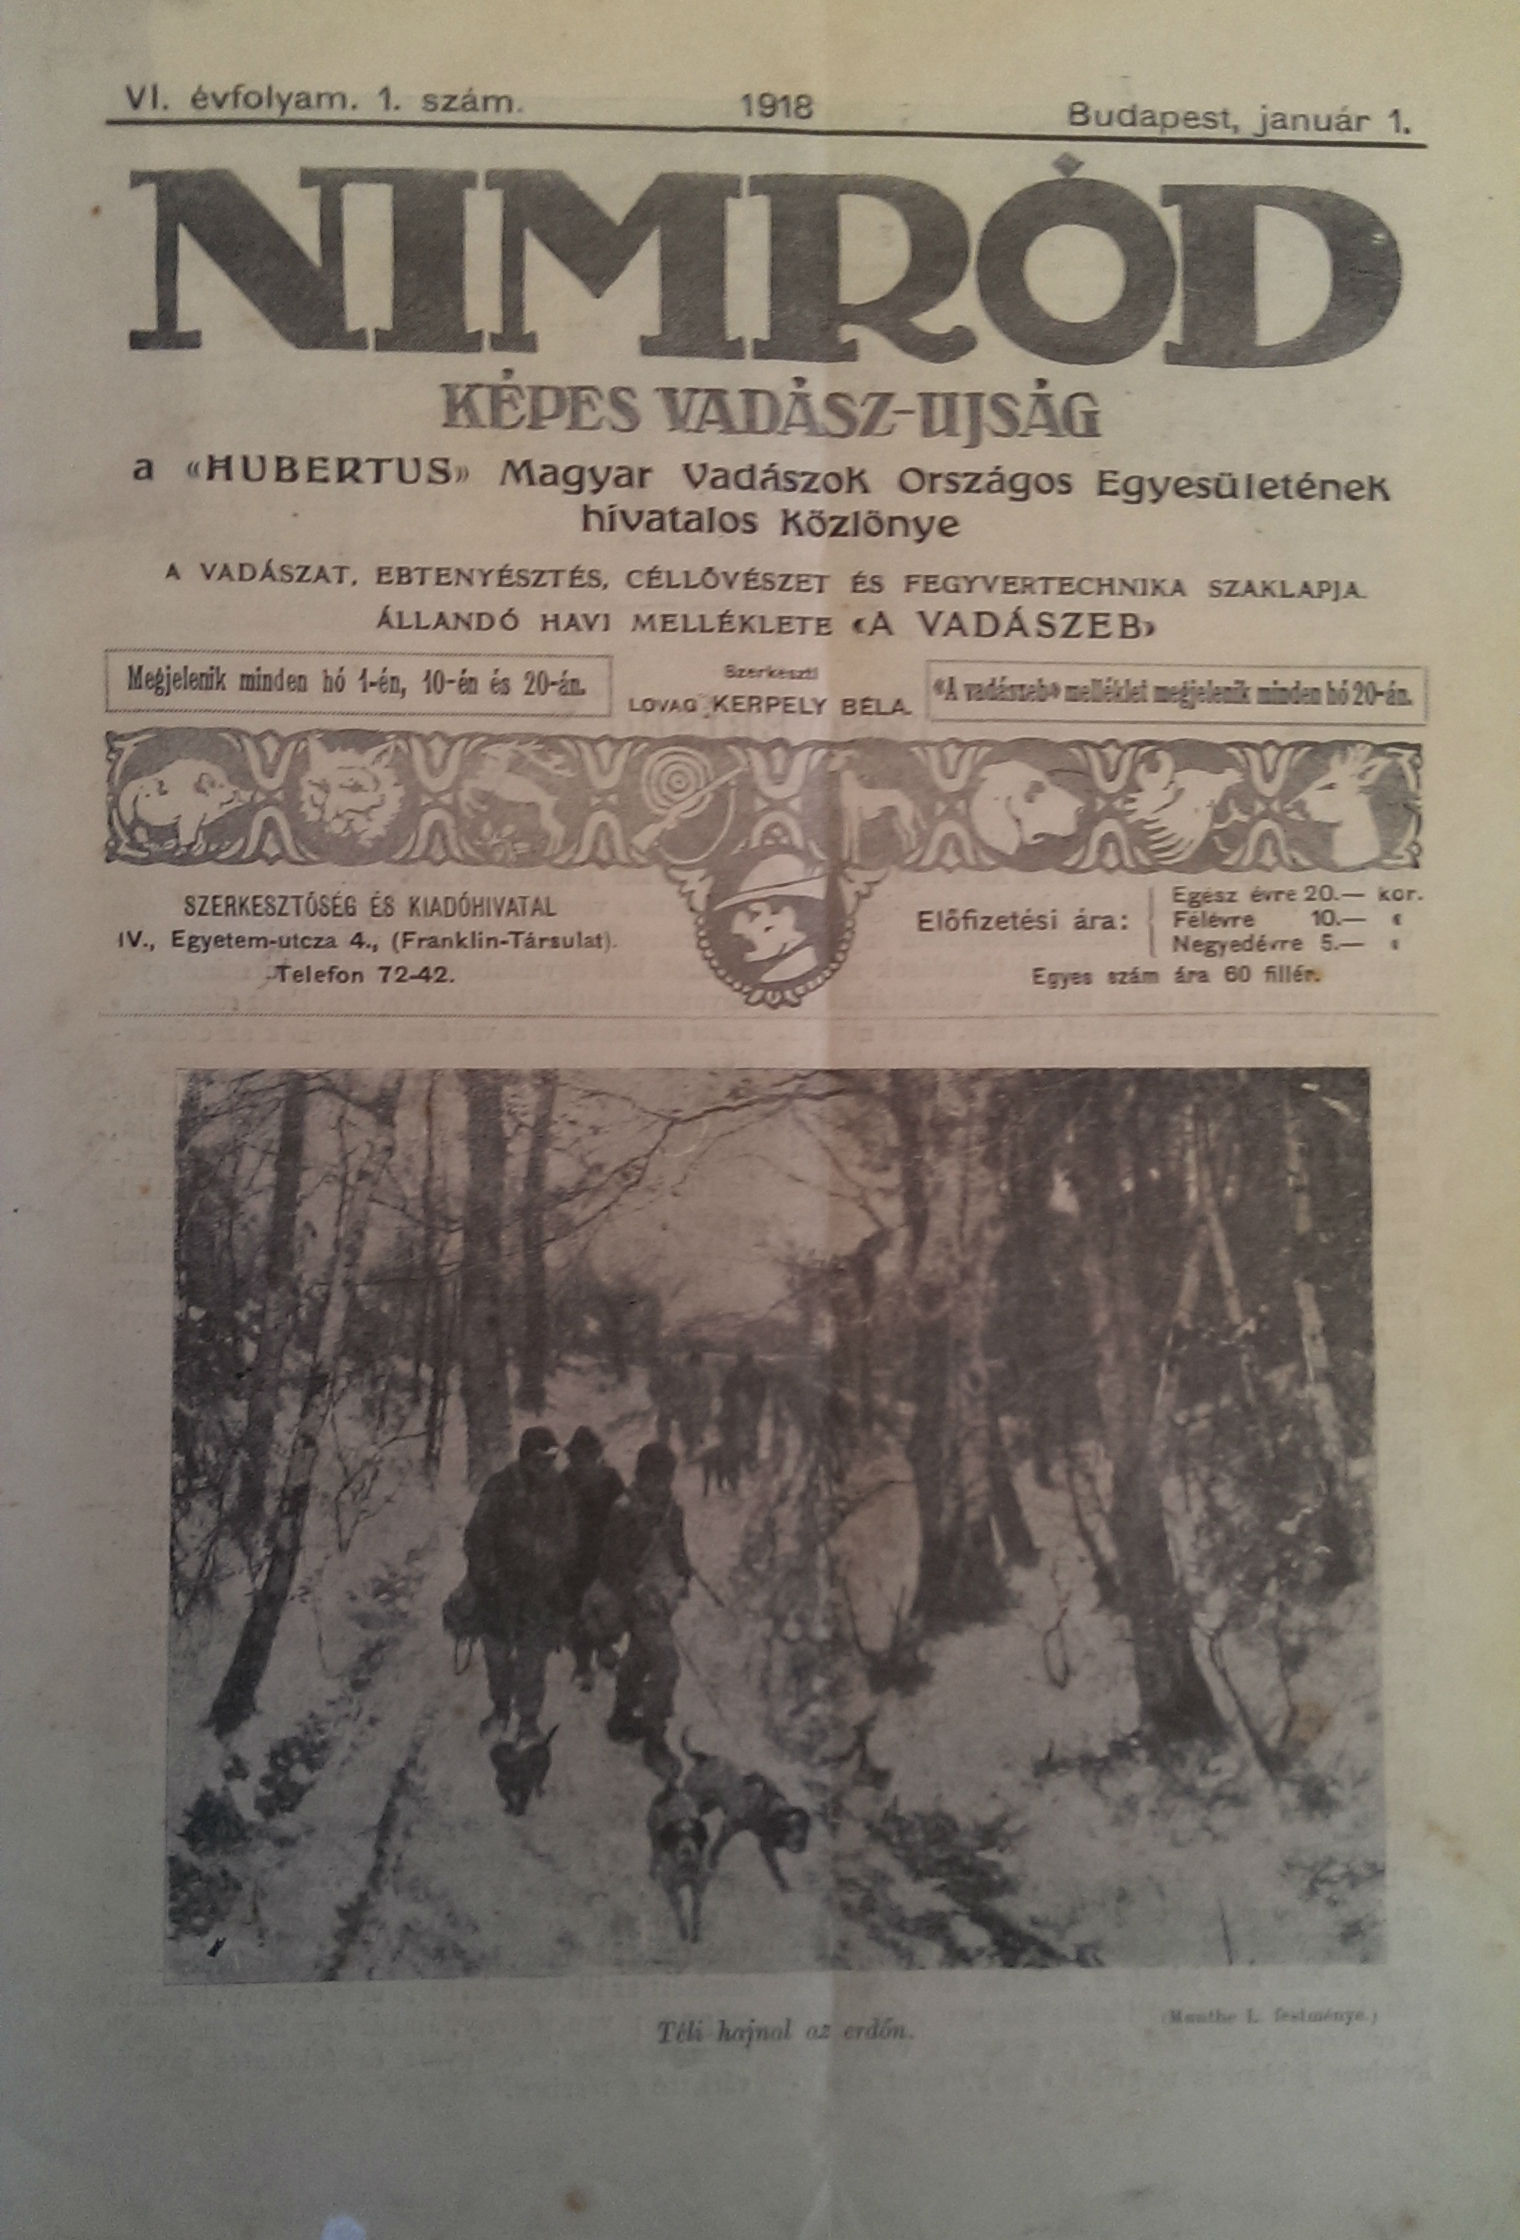 VI. évfolyam. 1. szám. 1918 Budapest, január 1.
NIMRÓD
KÉPES VADÁSZ-UJSÁG
a «HUBERTUS» Magyar Vadászok Országos Egyesületének
hivatalos Közlönye
A VADÁSZAT, EBTENYÉSZTÉS, CÉLLÖVÉSZET ÉS FEGYVERTECHNIKA SZAKLAPJA.
ÁLLANDÓ HAVI MELLÉKLETE «A VADÁSZEB»
Megjelenik minden hó 1-én, 10-én és 20-án.
Szerkeszti
LOVAG KERPELY BÉLA.
«A vadászeb» melléklet megjelenik minden hó 20-án.
SZERKESZTŐSÉG ÉS KIADÓHIVATAL
IV., Egyetem-utcza 4., (Franklin-Társulat).
Telefon 72-42.
Előfizetési ára:
Egész évre 20.— kor.
Félévre 10.— «
Negyedévre 5.— «
Egyes szám ára 60 fillér.
Téli hajnal az erdőn.
(Munthe L. festménye.)